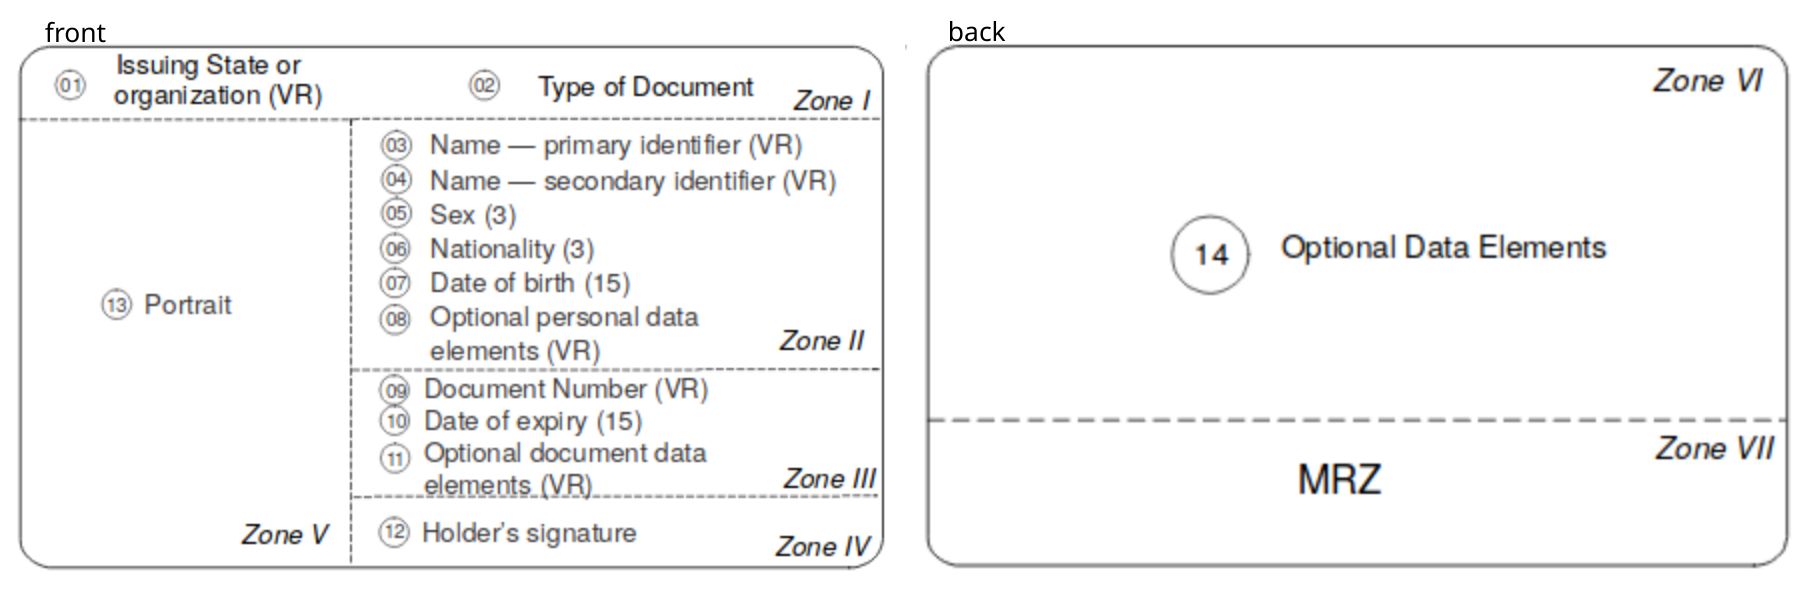 front
01 Issuing State or
organization (VR)
02 Type of Document
Zone I
03 Name — primary identifier (VR)
04 Name — secondary identifier (VR)
05 Sex (3)
06 Nationality (3)
07 Date of birth (15)
08 Optional personal data
elements (VR)
Zone II
09 Document Number (VR)
10 Date of expiry (15)
11 Optional document data
elements (VR)
Zone III
12 Holder's signature
Zone IV
13 Portrait
Zone V
back
Zone VI
14 Optional Data Elements
Zone VII
MRZ